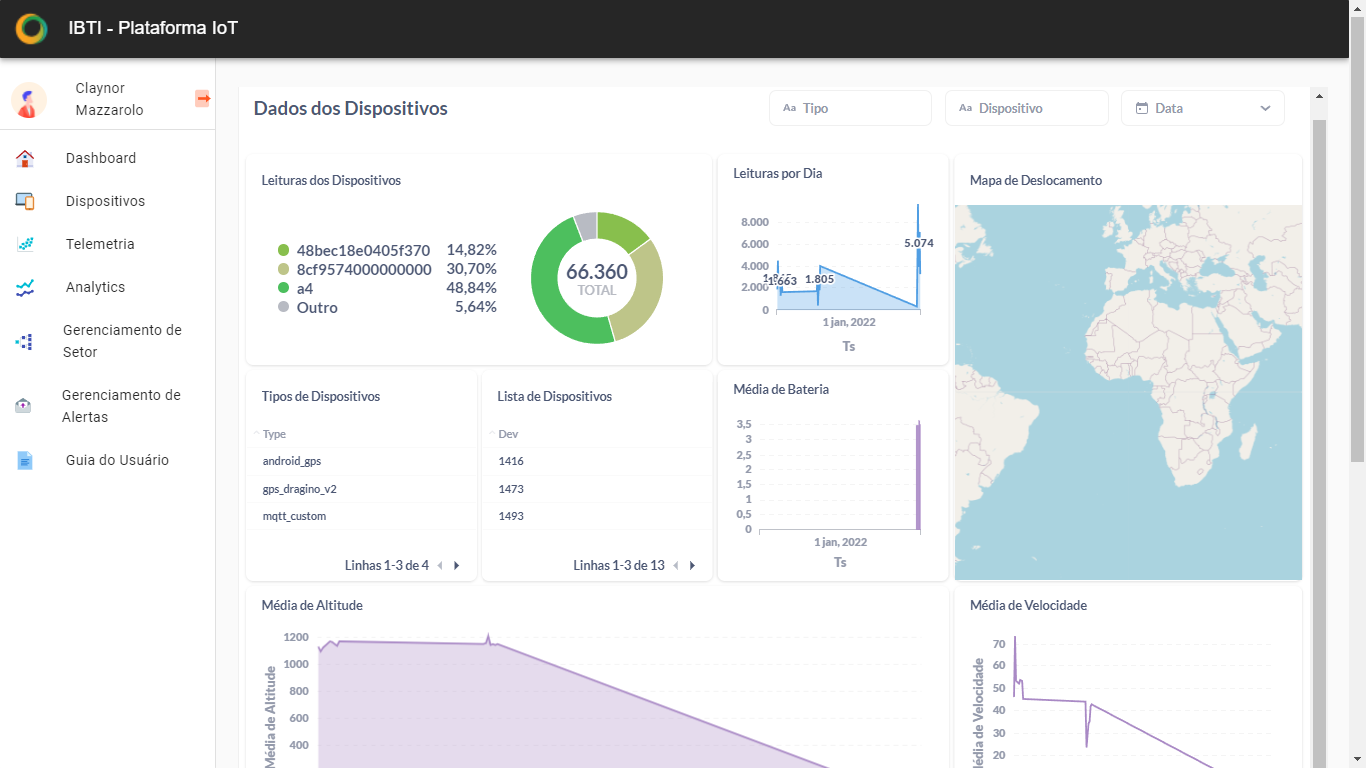 IBTI - Plataforma IoT
Claynor
Mazzarolo
Dashboard
Dispositivos
Telemetria
Analytics
Gerenciamento de
Setor
Gerenciamento de
Alertas
Guia do Usuário
Dados dos Dispositivos
Aa Tipo
Aa Dispositivo
Data
Leituras dos Dispositivos
48bec18e0405f370 14,82%
8cf9574000000000 30,70%
a4 48,84%
Outro 5,64%
66.360
TOTAL
Leituras por Dia
8.000
6.000
4.000
2.000
0
1.663
1.805
5.074
1 jan, 2022
Ts
Mapa de Deslocamento
Tipos de Dispositivos
Type
android_gps
gps_dragino_v2
mqtt_custom
Linhas 1-3 de 4
Lista de Dispositivos
Dev
1416
1473
1493
Linhas 1-3 de 13
Média de Bateria
3,5
3
2,5
2
1,5
1
0,5
0
1 jan, 2022
Ts
Média de Altitude
Média de Altitude
1200
1000
800
600
400
Média de Velocidade
édia de Velocidade
70
60
50
40
30
20